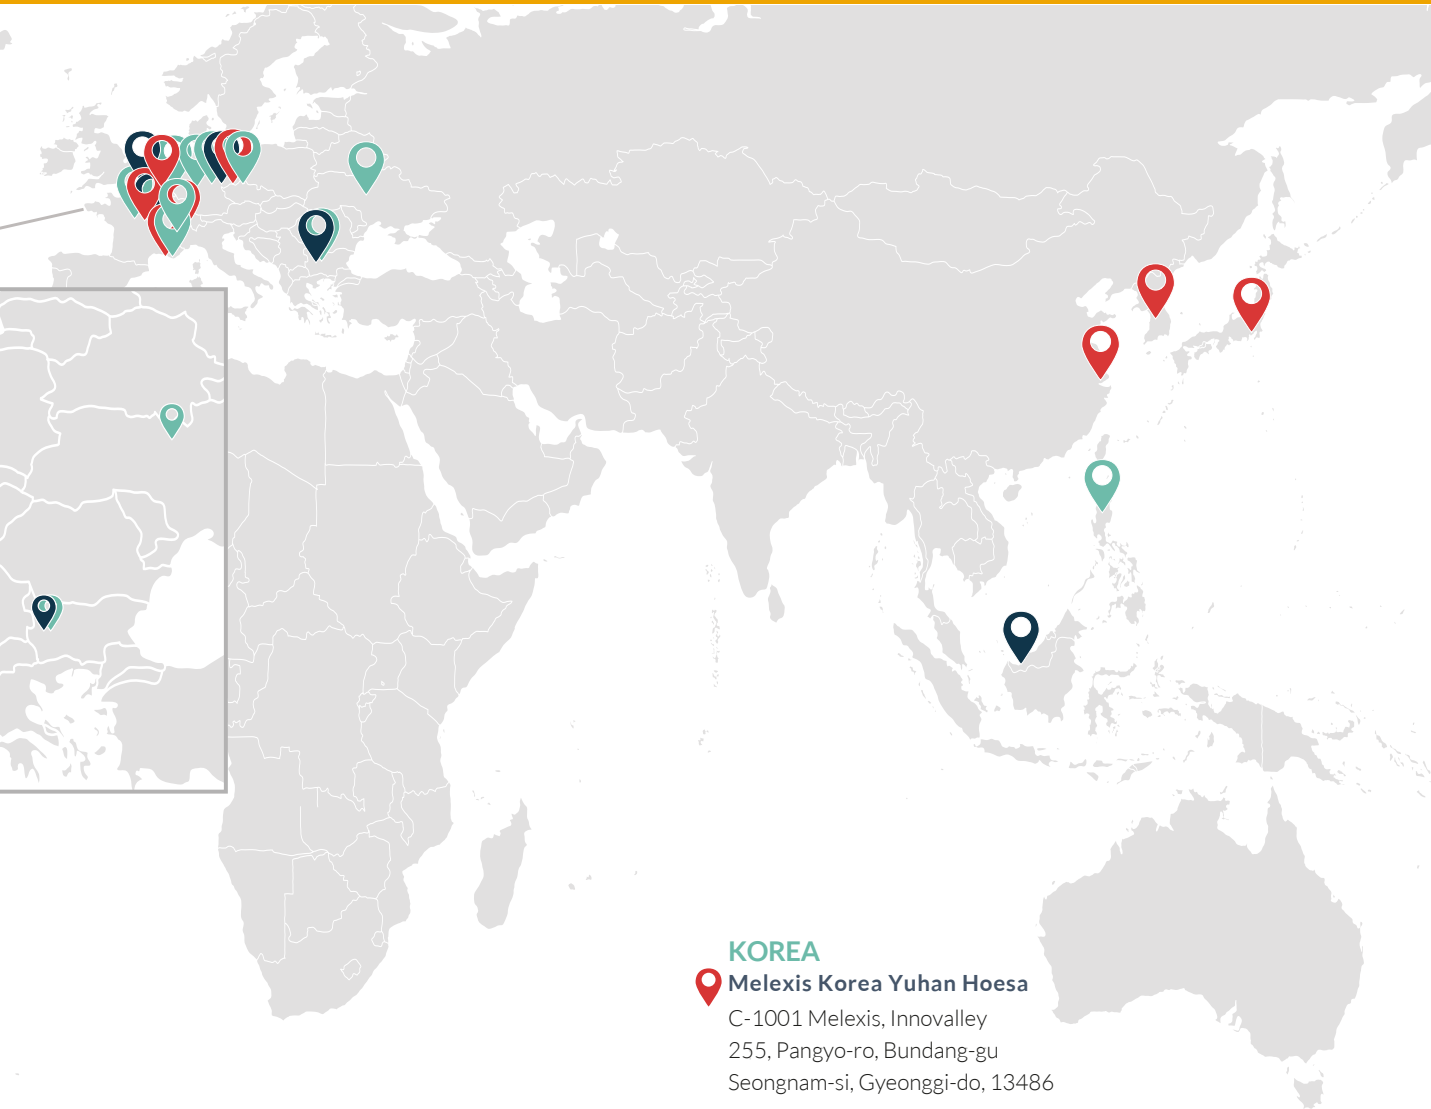 KOREA
Melexis Korea Yuhan Hoesa
C-1001 Melexis, Innovalley
255, Pangyo-ro, Bundang-gu
Seongnam-si, Gyeonggi-do, 13486